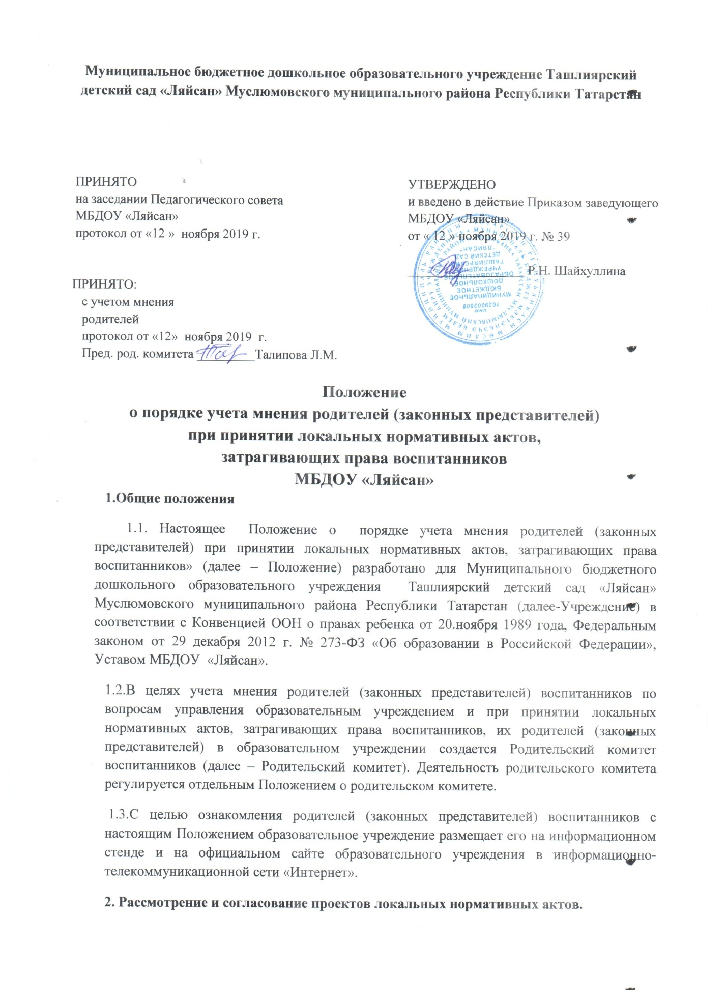 Муниципальное бюджетное дошкольное образовательного учреждение Ташлиярский
детский сад «Ляйсан» Муслюмовского муниципального района Республики Татарстан
ПРИНЯТО
на заседании Педагогического совета
МБДОУ «Ляйсан»
протокол от «12 » ноября 2019 г.
УТВЕРЖДЕНО
и введено в действие Приказом заведующего
МБДОУ «Ляйсан»
от « 12 » ноября 2019 г. № 39
Р.Н. Шайхуллина
МУНИЦИПАЛЬНОЕ
БЮДЖЕТНОЕ
ДОШКОЛЬНОЕ
ОБРАЗОВАТЕЛЬНОЕ
УЧРЕЖДЕНИЕ
ТАШЛИЯРСКИЙ
ДЕТСКИЙ САД
"ЛЯЙСАН"
ИНН
1629002808
ПРИНЯТО:
с учетом мнения
родителей
протокол от «12» ноября 2019 г.
Пред. род. комитета __________Талипова Л.М.
Положение
о порядке учета мнения родителей (законных представителей)
при принятии локальных нормативных актов,
затрагивающих права воспитанников
МБДОУ «Ляйсан»
1.Общие положения
1.1. Настоящее Положение о порядке учета мнения родителей (законных
представителей) при принятии локальных нормативных актов, затрагивающих права
воспитанников» (далее – Положение) разработано для Муниципального бюджетного
дошкольного образовательного учреждения Ташлиярский детский сад «Ляйсан»
Муслюмовского муниципального района Республики Татарстан (далее-Учреждение) в
соответствии с Конвенцией ООН о правах ребенка от 20.ноября 1989 года, Федеральным
законом от 29 декабря 2012 г. № 273-ФЗ «Об образовании в Российской Федерации»,
Уставом МБДОУ «Ляйсан».
1.2.В целях учета мнения родителей (законных представителей) воспитанников по
вопросам управления образовательным учреждением и при принятии локальных
нормативных актов, затрагивающих права воспитанников, их родителей (законных
представителей) в образовательном учреждении создается Родительский комитет
воспитанников (далее – Родительский комитет). Деятельность родительского комитета
регулируется отдельным Положением о родительском комитете.
1.3.С целью ознакомления родителей (законных представителей) воспитанников с
настоящим Положением образовательное учреждение размещает его на информационном
стенде и на официальном сайте образовательного учреждения в информационно-
телекоммуникационной сети «Интернет».
2. Рассмотрение и согласование проектов локальных нормативных актов.